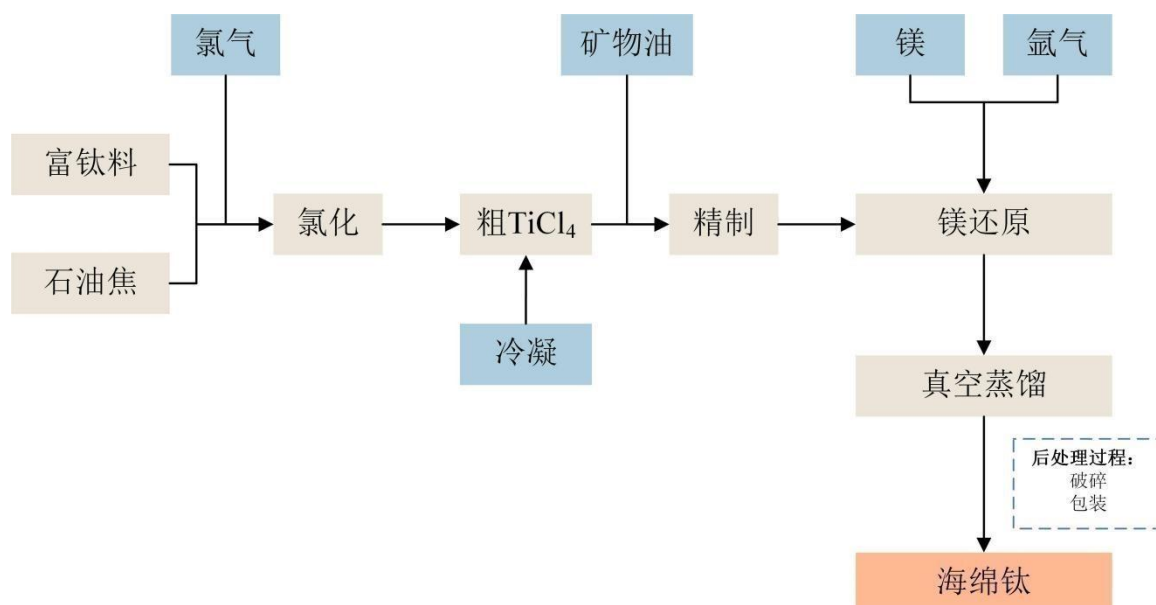 氯气
矿物油
镁
氩气
富钛料
氯化
粗TiCl₄
精制
镁还原
石油焦
冷凝
真空蒸馏
后处理过程：
破碎
包装
海绵钛